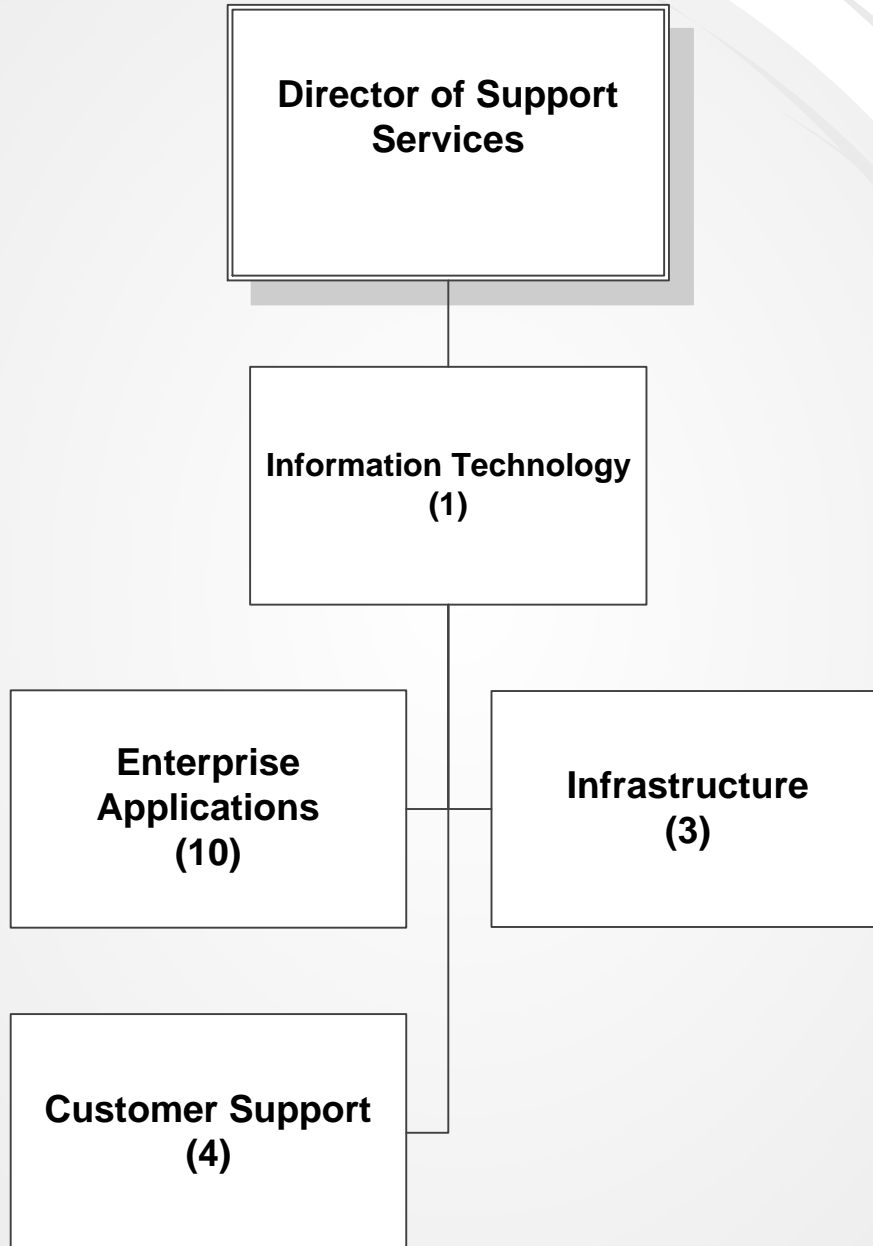 Director of Support
Services
Information Technology
(1)
Enterprise
Applications
(10)
Infrastructure
(3)
Customer Support
(4)